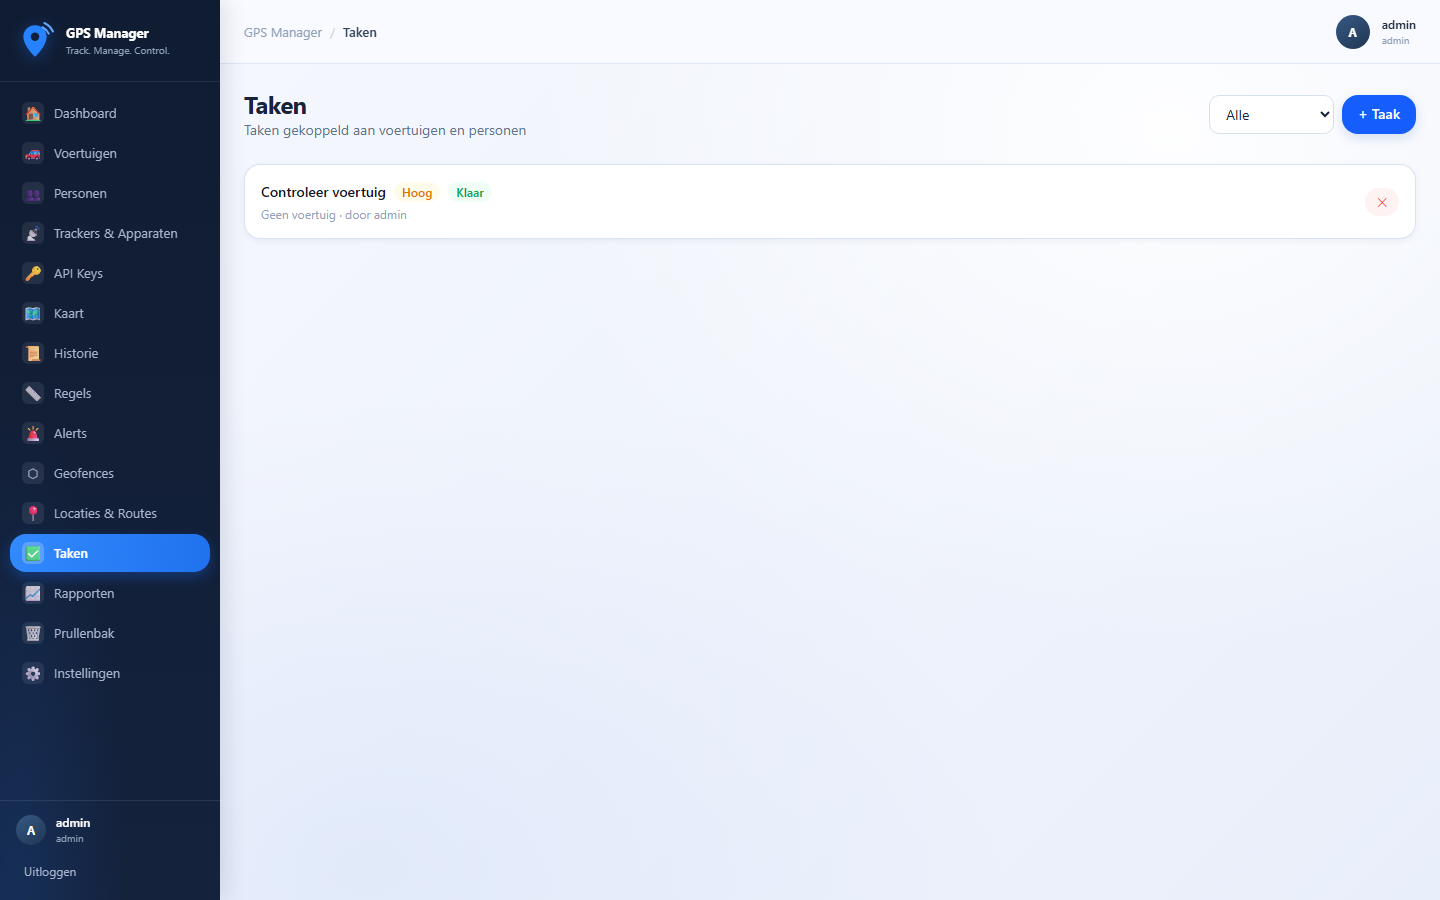 GPS Manager
Track. Manage. Control.
Dashboard
Voertuigen
Personen
Trackers & Apparaten
API Keys
Kaart
Historie
Regels
Alerts
Geofences
Locaties & Routes
Taken
Rapporten
Prullenbak
Instellingen
A
admin
admin
Uitloggen
GPS Manager / Taken
A
admin
admin
Taken
Taken gekoppeld aan voertuigen en personen
Alle
+ Taak
Controleer voertuig Hoog Klaar
Geen voertuig · door admin